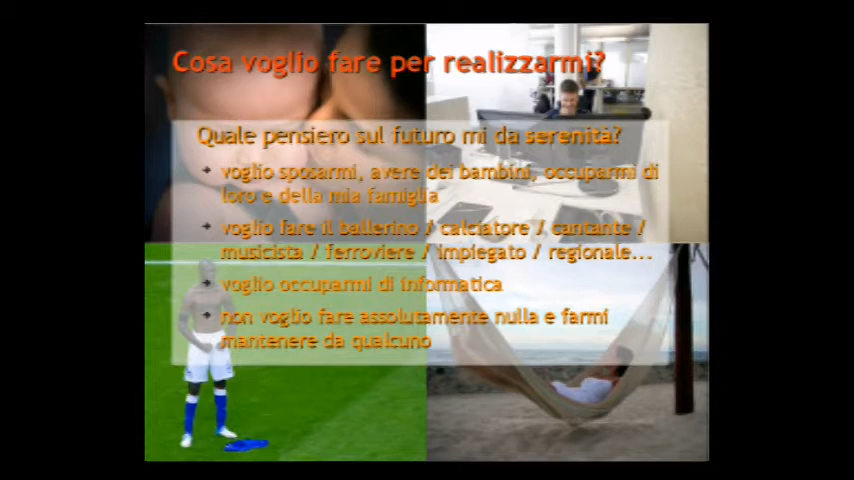 Cosa voglio fare per realizzarmi?
Quale pensiero sul futuro mi da serenità?
voglio sposarmi, avere dei bambini, occuparmi di
loro e della mia famiglia
voglio fare il ballerino / calciatore / cantante /
musicista / ferroviere / impiegato / regionale...
voglio occuparmi di informatica
non voglio fare assolutamente nulla e farmi
mantenere da qualcuno